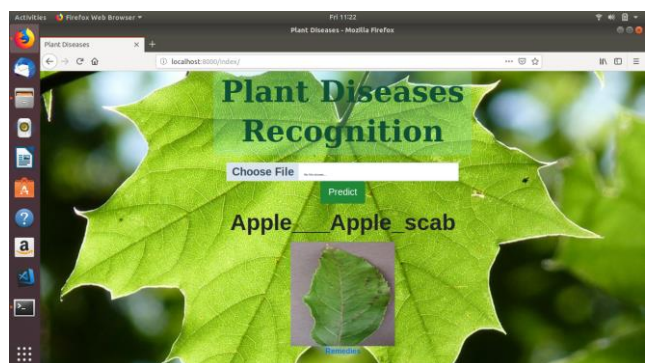 Activities Firefox Web Browser Fri 11:22
Plant Diseases - Mozilla Firefox
Plant Diseases
localhost:8000/index/
Plant Diseases
Recognition
Choose File
Predict
Apple___Apple_scab
Remedies